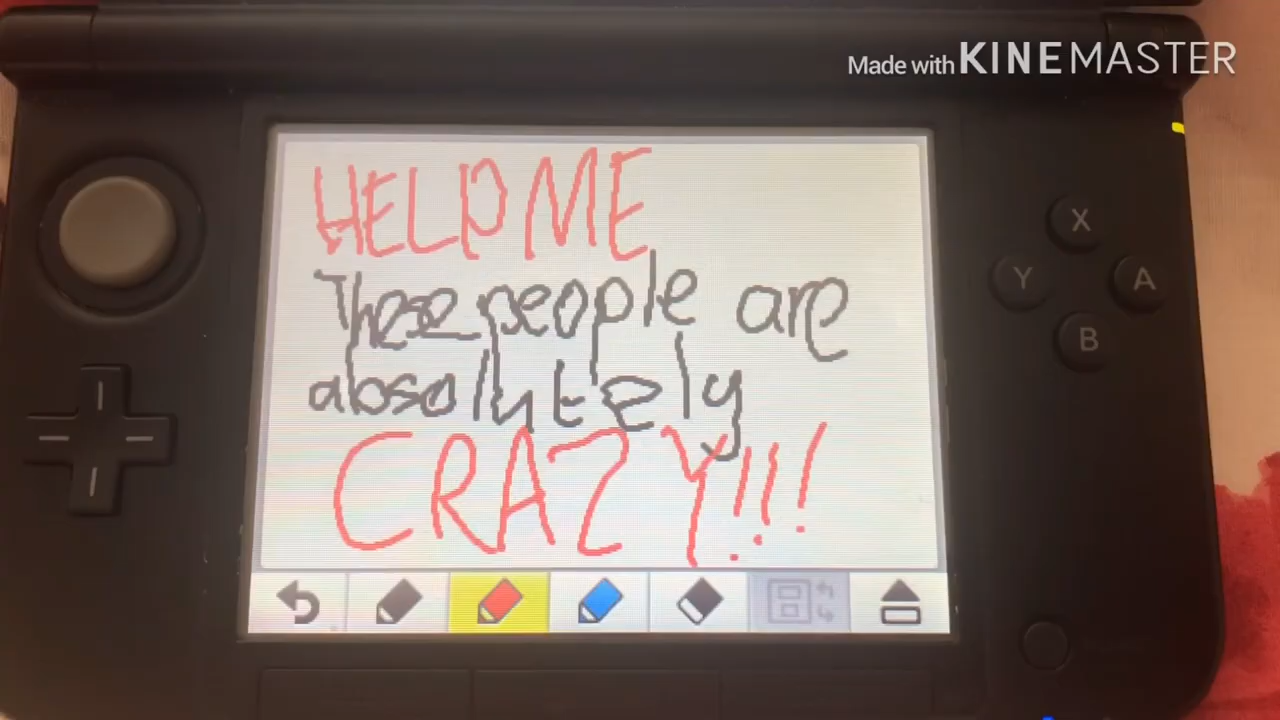 Made with KINEMASTER
HELP ME
These people are
absolutely
CRAZY!!!
X
Y
A
B